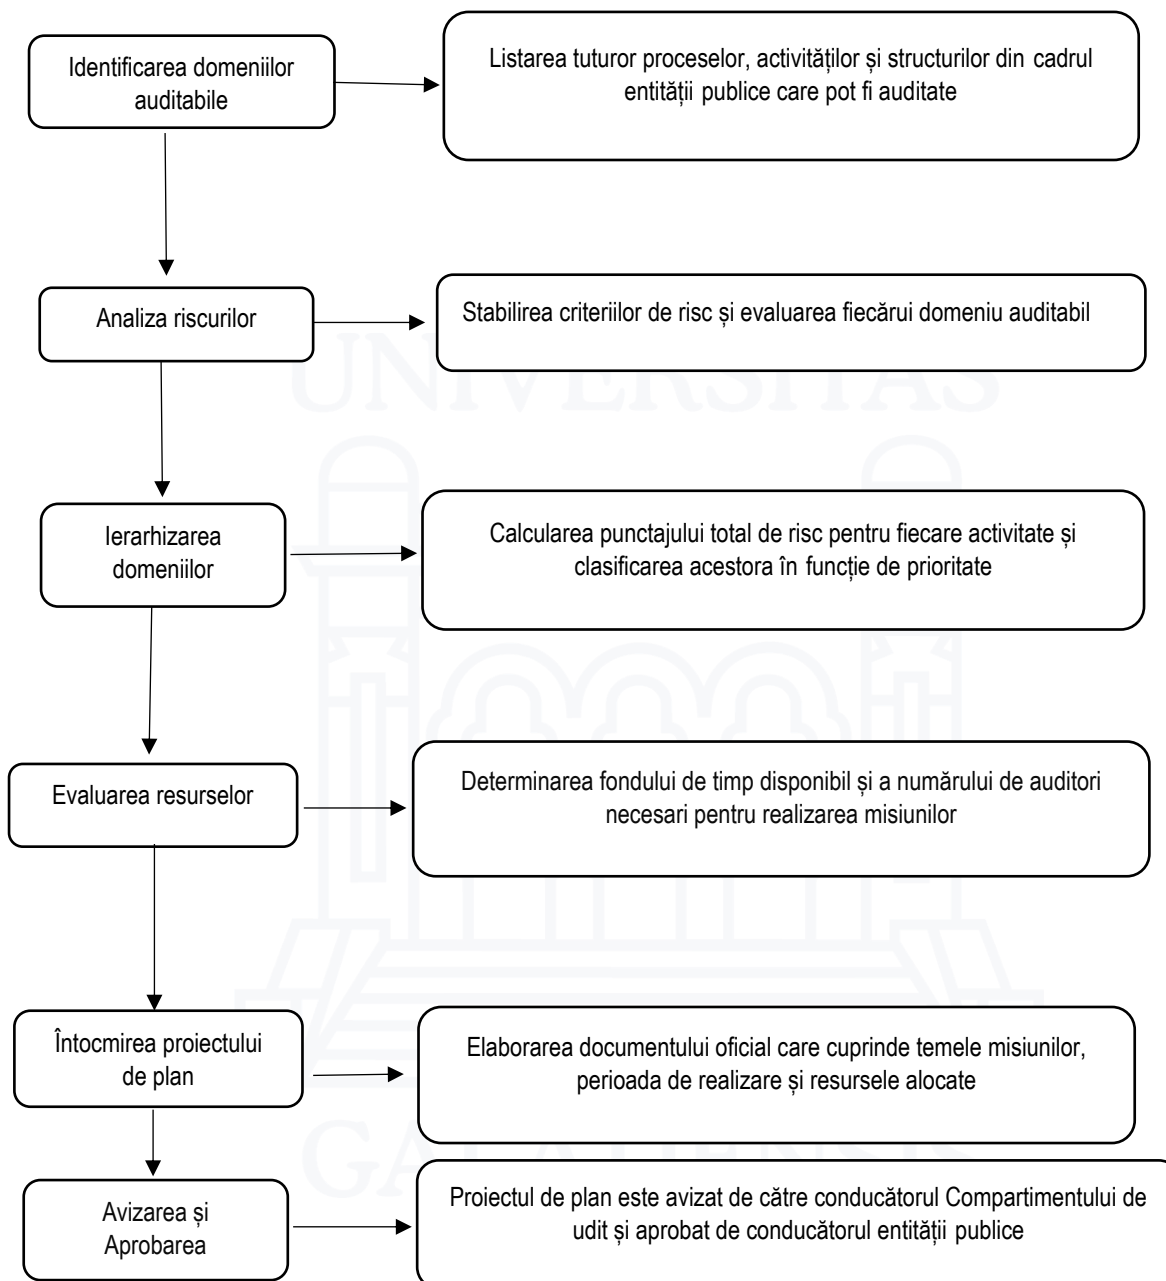 Identificarea domeniilor
auditabile
Listarea tuturor proceselor, activităților și structurilor din cadrul
entității publice care pot fi auditate
Analiza riscurilor
Stabilirea criteriilor de risc și evaluarea fiecărui domeniu auditabil
UNIVERSITAS
Ierarhizarea
domeniilor
Calcularea punctajului total de risc pentru fiecare activitate și
clasificarea acestora în funcție de prioritate
Evaluarea resurselor
Determinarea fondului de timp disponibil și a numărului de auditori
necesari pentru realizarea misiunilor
Întocmirea proiectului
de plan
Elaborarea documentului oficial care cuprinde temele misiunilor,
perioada de realizare și resursele alocate
Avizarea și
Aprobarea
Proiectul de plan este avizat de către conducătorul Compartimentului de
udit și aprobat de conducătorul entității publice